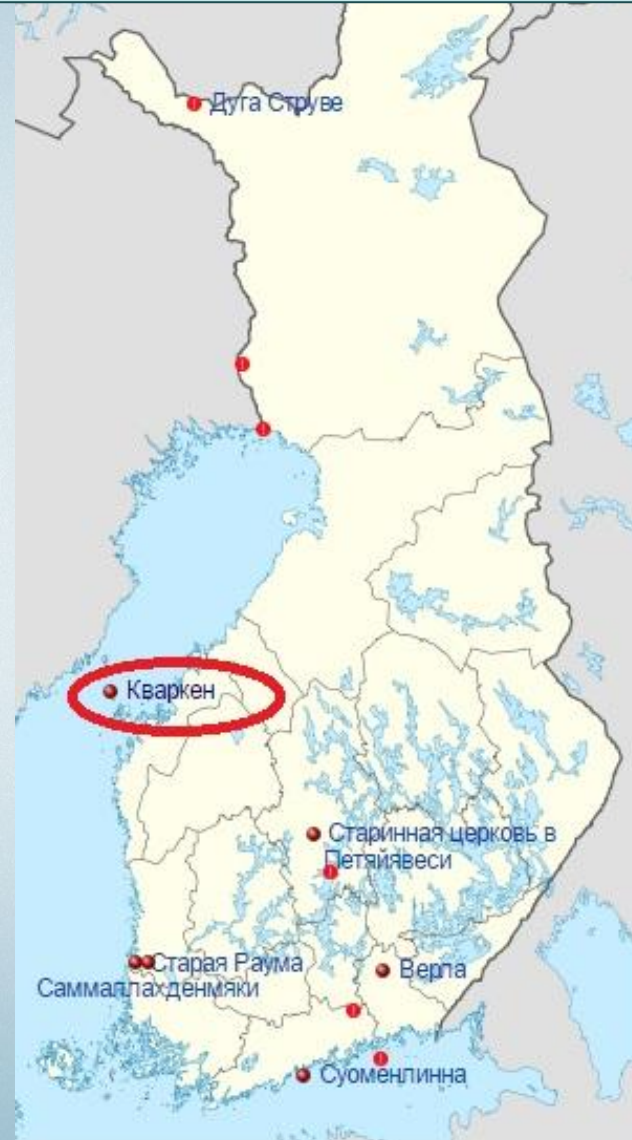 Дуга Струве
Кваркен
Старинная церковь в
Петяйявеси
Старая Раума
Верла
Саммаллахденмяки
Суоменлинна